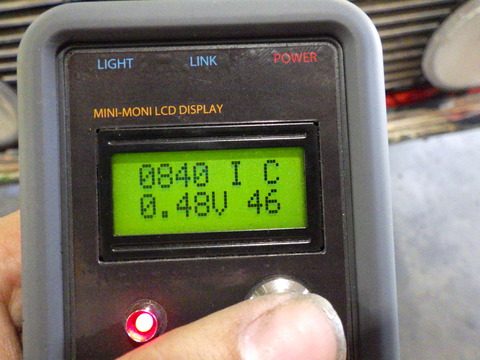 LIGHT LINK POWER
MINI-MONI LCD DISPLAY
0840 I C
0.48V 46